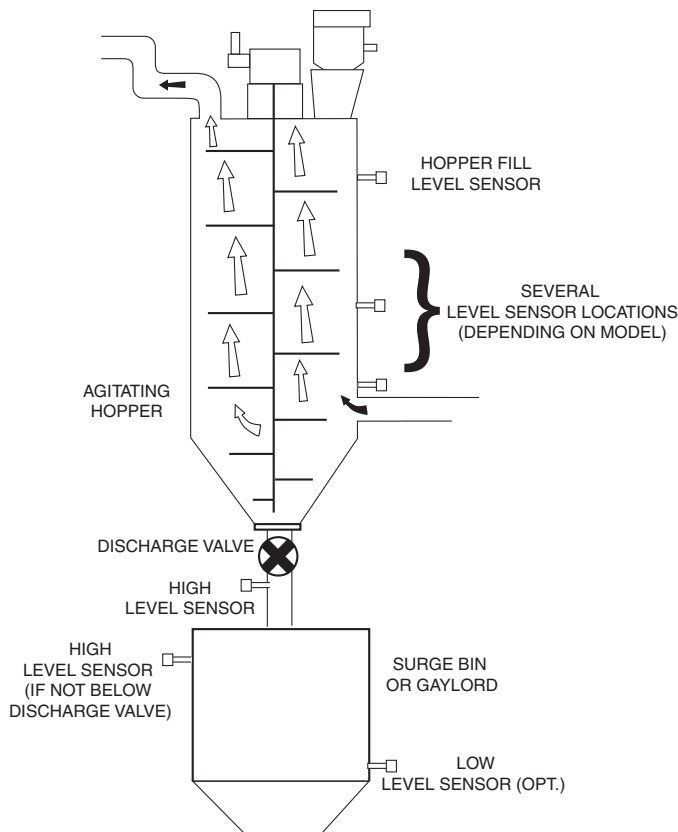 HOPPER FILL
LEVEL SENSOR
SEVERAL
LEVEL SENSOR LOCATIONS
(DEPENDING ON MODEL)
AGITATING
HOPPER
DISCHARGE VALVE
HIGH
LEVEL SENSOR
HIGH
LEVEL SENSOR
(IF NOT BELOW
DISCHARGE VALVE)
SURGE BIN
OR GAYLORD
LOW
LEVEL SENSOR (OPT.)